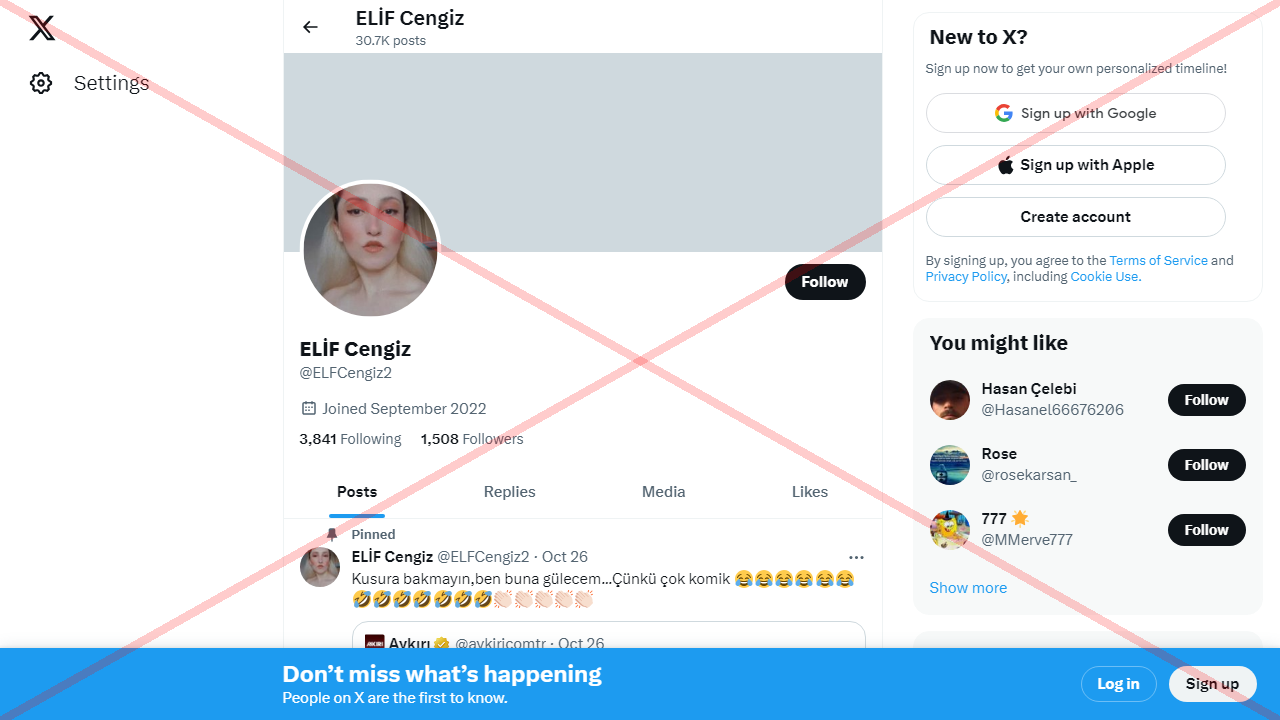 Settings
ELİF Cengiz
30.7K posts
Follow
ELİF Cengiz
@ELFCengiz2
Joined September 2022
3,841 Following 1,508 Followers
Posts Replies Media Likes
Pinned
ELİF Cengiz @ELFCengiz2 · Oct 26
Kusura bakmayın,ben buna gülecem...Çünkü çok komik 😂😂😂😂😂😂
🤣🤣🤣🤣🤣🤣🤣👏🏻👏🏻👏🏻👏🏻👏🏻
AYKIRI Aykırı @aykiricomtr · Oct 26
New to X?
Sign up now to get your own personalized timeline!
Sign up with Google
Sign up with Apple
Create account
By signing up, you agree to the Terms of Service and
Privacy Policy, including Cookie Use.
You might like
Hasan Çelebi
@Hasanel66676206
Follow
Rose
@rosekarsan_
Follow
777 🌟
@MMerve777
Follow
Show more
Don't miss what's happening
People on X are the first to know.
Log in
Sign up